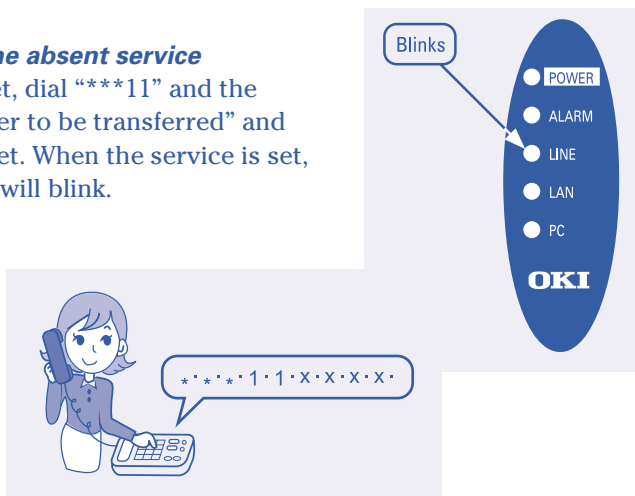 ne absent service
et, dial “***11” and the
er to be transferred” and
et. When the service is set,
will blink.
Blinks
POWER
ALARM
LINE
LAN
PC
OKI
*･*･*･1･1･x･x･x･x･